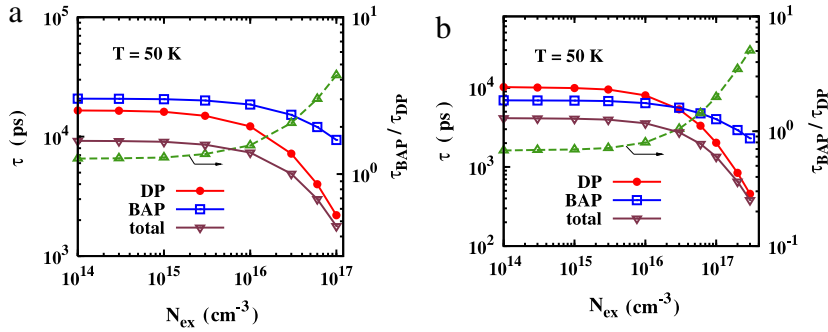 a
T = 50 K
τ (ps)
10^5
10^4
10^3
10^1
10^0
τ_BAP / τ_DP
DP
BAP
total
10^14
10^15
10^16
10^17
N_ex (cm^-3)
b
T = 50 K
τ (ps)
10^4
10^3
10^2
10^1
10^0
10^-1
τ_BAP / τ_DP
DP
BAP
total
10^14
10^15
10^16
10^17
N_ex (cm^-3)